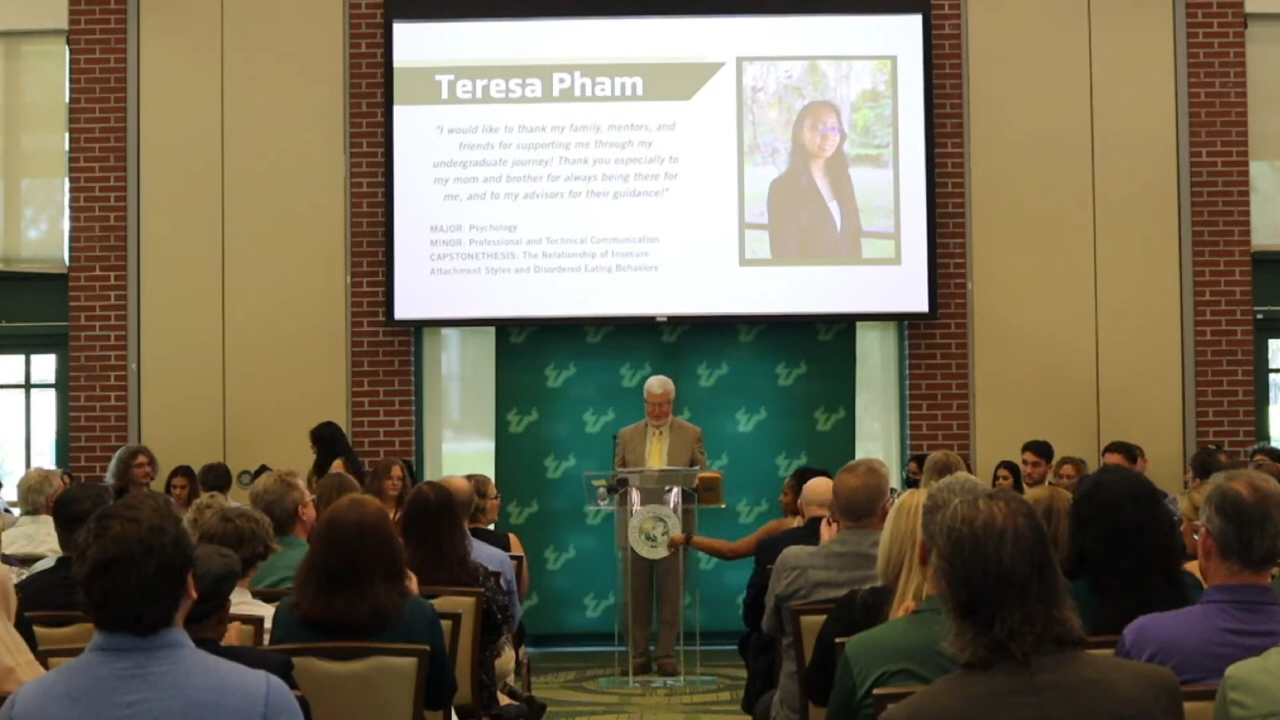 Teresa Pham
"I would like to thank my family, mentors, and
friends for supporting me through my
undergraduate journey! Thank you especially to
my mom and brother for always being there for
me, and to my advisors for their guidance!"
MAJOR: Psychology
MINOR: Professional and Technical Communication
CAPSTONETHESIS: The Relationship of Insecure
Attachment Styles and Disordered Eating Behaviors